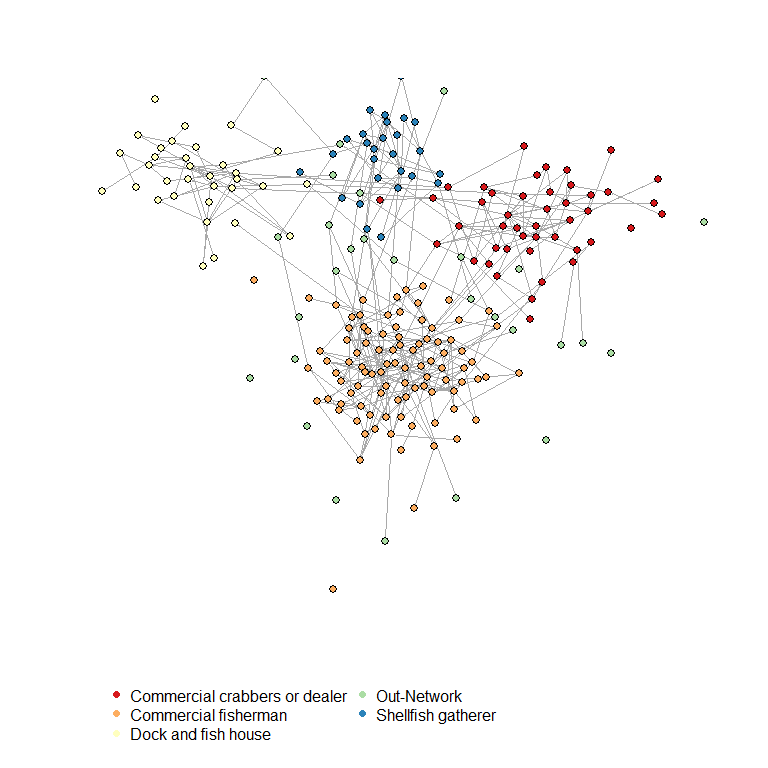 Commercial crabbers or dealer
Commercial fisherman
Dock and fish house
Out-Network
Shellfish gatherer